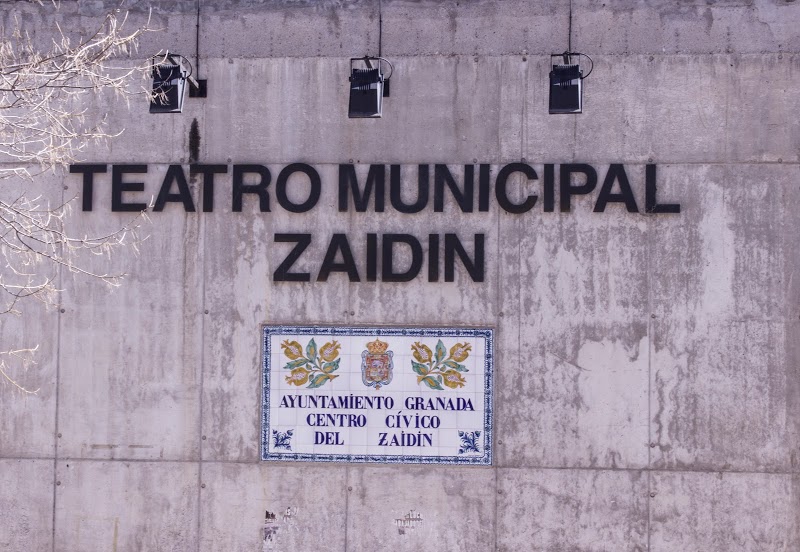 TEATRO MUNICIPAL
ZAIDIN
AYUNTAMIENTO GRANADA
CENTRO CÍVICO
DEL ZAIDÍN